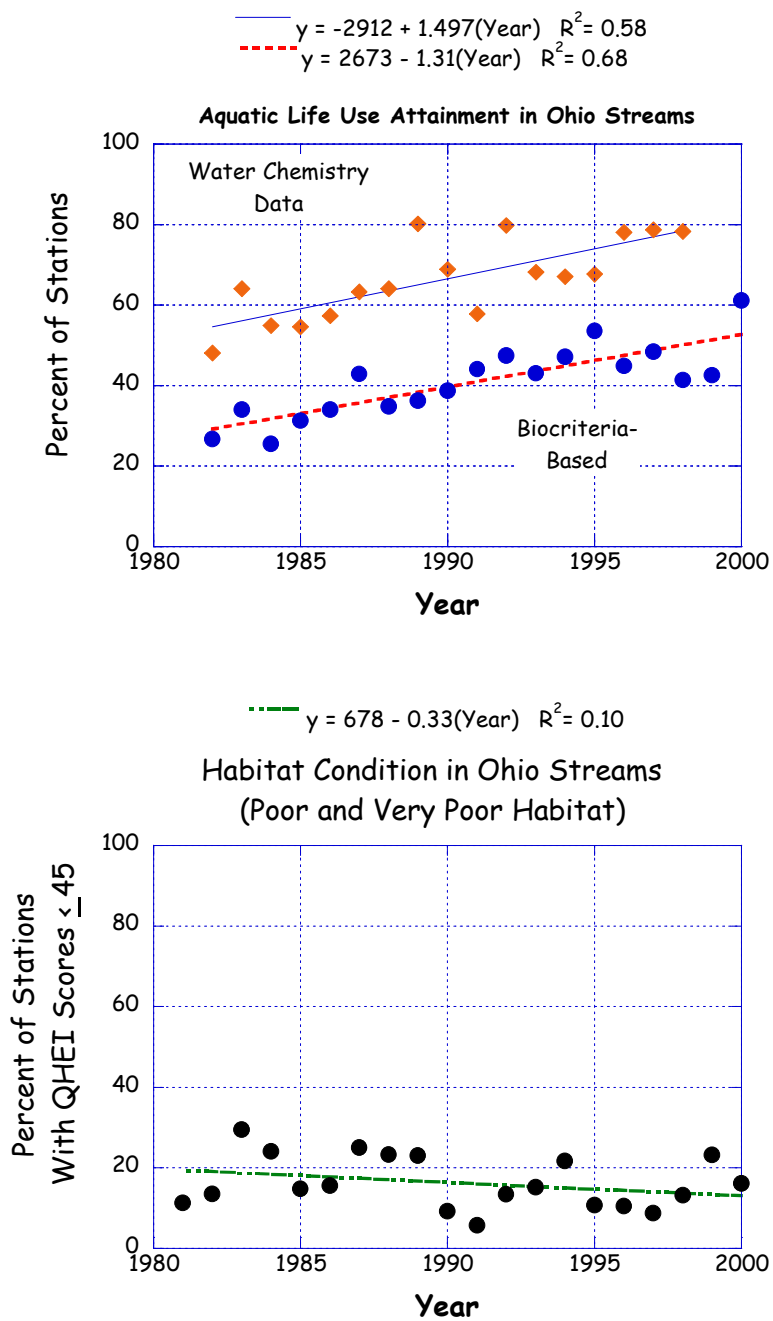 y = -2912 + 1.497(Year)   R²= 0.58
y = 2673 - 1.31(Year)   R²= 0.68
Aquatic Life Use Attainment in Ohio Streams
100
80
60
40
20
0
Percent of Stations
Water Chemistry
Data
Biocriteria-
Based
1980
1985
1990
1995
2000
Year
y = 678 - 0.33(Year)   R²= 0.10
Habitat Condition in Ohio Streams
(Poor and Very Poor Habitat)
100
80
60
40
20
0
Percent of Stations
With QHEI Scores ≤ 45
1980
1985
1990
1995
2000
Year